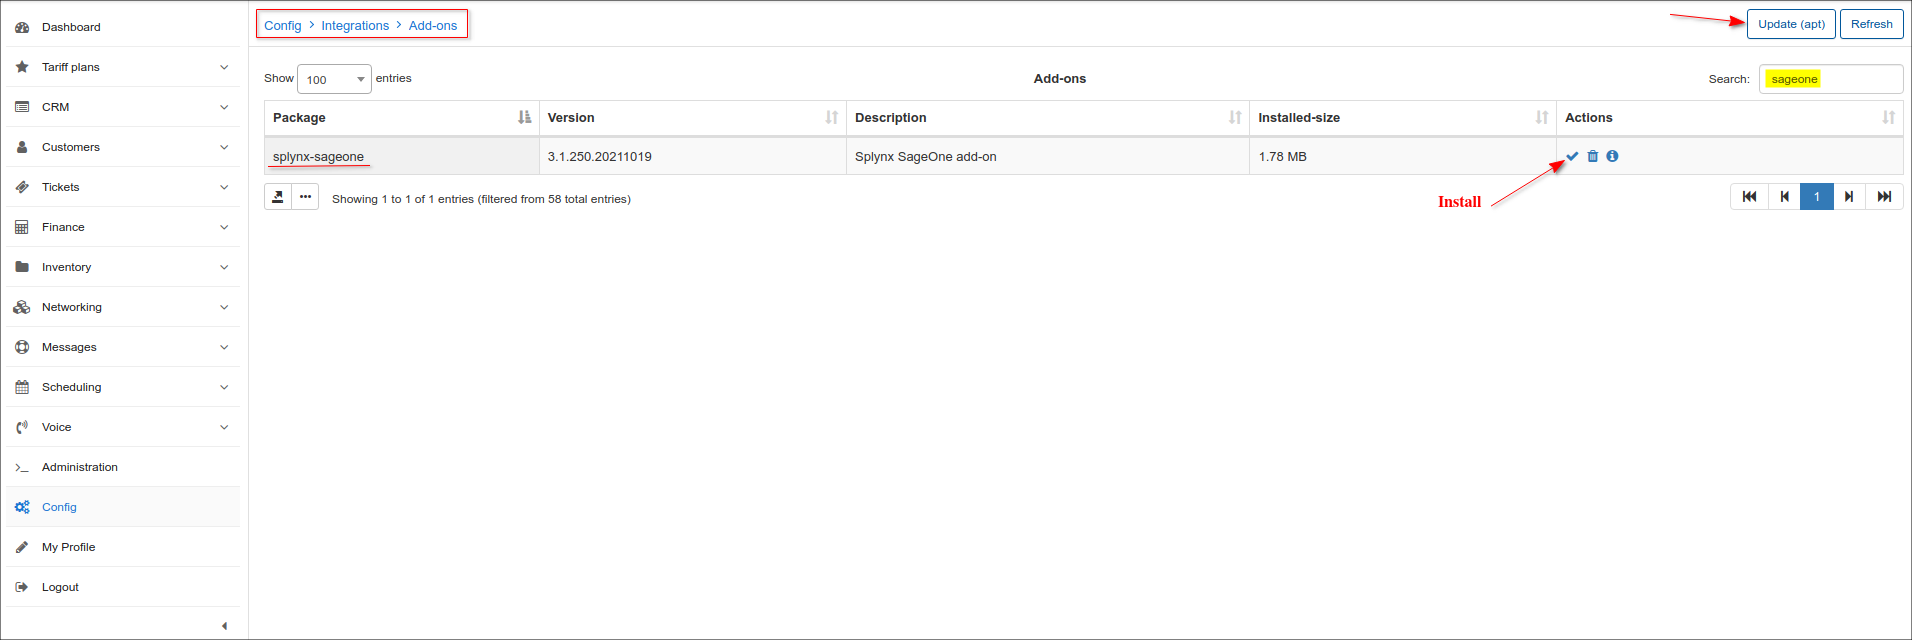 Dashboard
Tariff plans
CRM
Customers
Tickets
Finance
Inventory
Networking
Messages
Scheduling
Voice
Administration
Config
My Profile
Logout
Config > Integrations > Add-ons
Update (apt) Refresh
Show 100 entries
Add-ons
Search: sageone
Package Version Description Installed-size Actions
splynx-sageone 3.1.250.20211019 Splynx SageOne add-on 1.78 MB
Showing 1 to 1 of 1 entries (filtered from 58 total entries)
Install
1